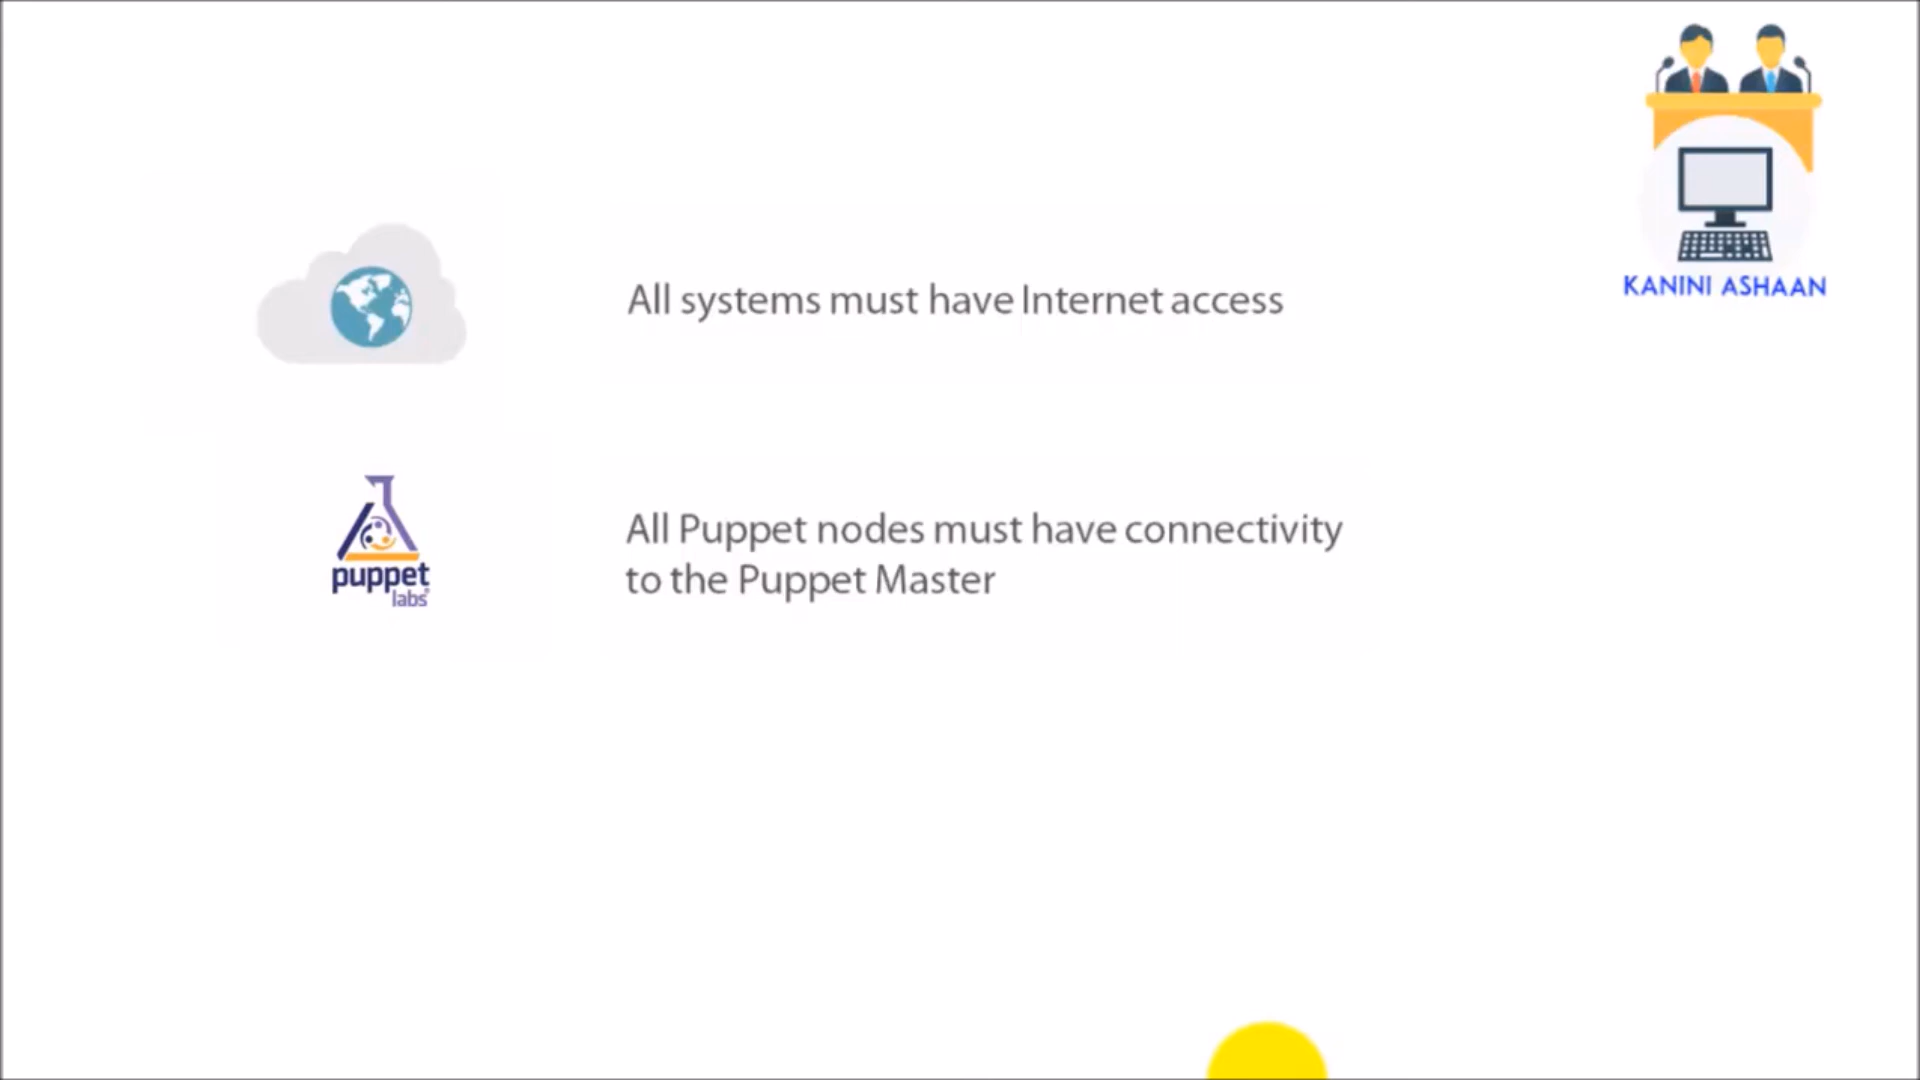 KANINI ASHAAN
All systems must have Internet access
All Puppet nodes must have connectivity
to the Puppet Master
puppet
labs